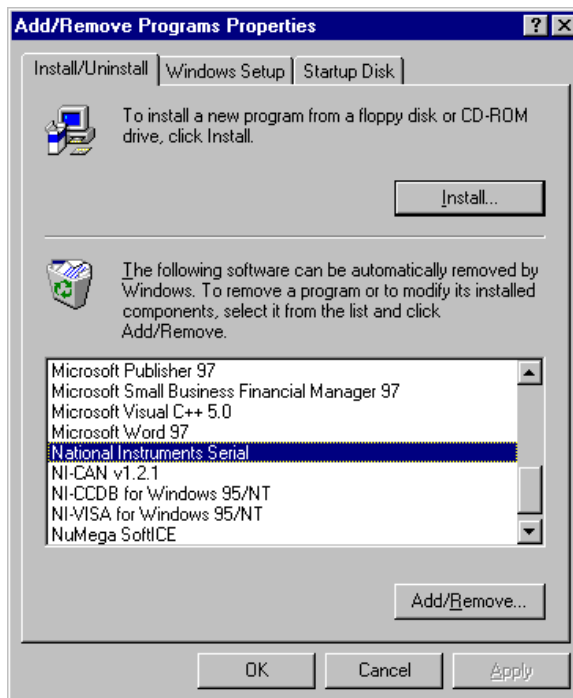 Add/Remove Programs Properties
Install/Uninstall Windows Setup Startup Disk
To install a new program from a floppy disk or CD-ROM
drive, click Install.
Install...
The following software can be automatically removed by
Windows. To remove a program or to modify its installed
components, select it from the list and click
Add/Remove.
Microsoft Publisher 97
Microsoft Small Business Financial Manager 97
Microsoft Visual C++ 5.0
Microsoft Word 97
National Instruments Serial
NI-CAN v1.2.1
NI-CCDB for Windows 95/NT
NI-VISA for Windows 95/NT
NuMega SoftICE
Add/Remove...
OK Cancel Apply